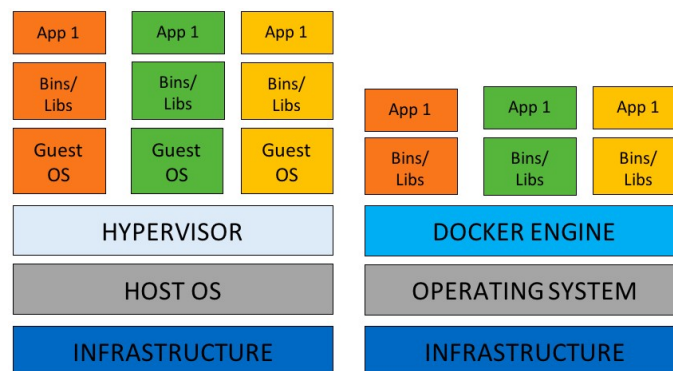 App 1
App 1
App 1
Bins/
Libs
Bins/
Libs
Bins/
Libs
Guest
OS
Guest
OS
Guest
OS
HYPERVISOR
HOST OS
INFRASTRUCTURE
App 1
App 1
App 1
Bins/
Libs
Bins/
Libs
Bins/
Libs
DOCKER ENGINE
OPERATING SYSTEM
INFRASTRUCTURE